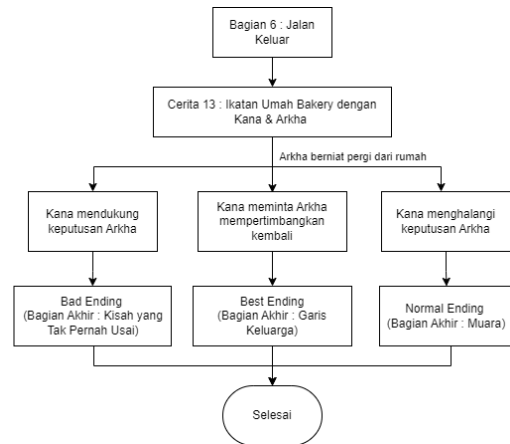 Bagian 6 : Jalan
Keluar
Cerita 13 : Ikatan Umah Bakery dengan
Kana & Arkha
Arkha berniat pergi dari rumah
Kana mendukung
keputusan Arkha
Kana meminta Arkha
mempertimbangkan
kembali
Kana menghalangi
keputusan Arkha
Bad Ending
(Bagian Akhir : Kisah yang
Tak Pernah Usai)
Best Ending
(Bagian Akhir : Garis
Keluarga)
Normal Ending
(Bagian Akhir : Muara)
Selesai